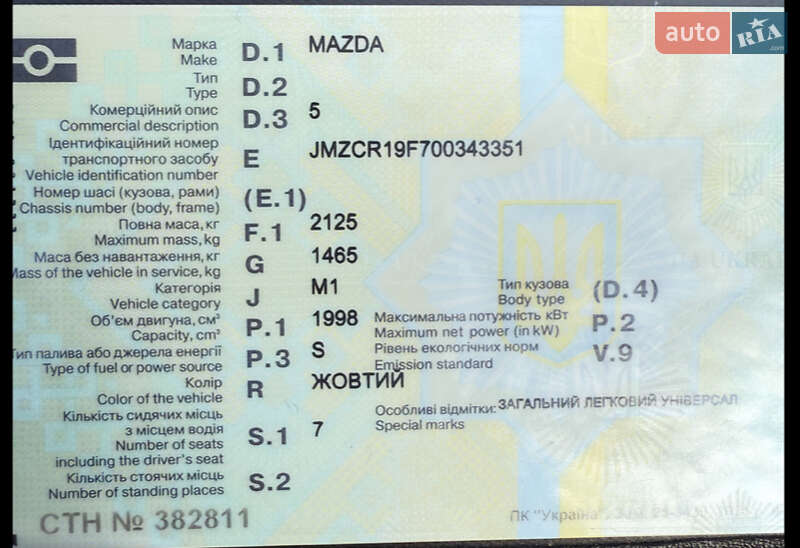 auto RIA .com
Марка D.1 MAZDA
Make
Тип D.2
Type
Комерційний опис D.3 5
Commercial description
Ідентифікаційний номер
транспортного засобу E JMZCR19F700343351
Vehicle identification number
Номер шасі (кузова, рами) (E.1)
Chassis number (body, frame)
Повна маса, кг F.1 2125
Maximum mass, kg
Маса без навантаження, кг G 1465
Mass of the vehicle in service, kg
Категорія J M1
Vehicle category
Тип кузова (D.4)
Body type
Об'єм двигуна, см³ P.1 1998
Capacity, cm³
Максимальна потужність кВт P.2
Maximum net power (in kW)
Тип палива або джерела енергії P.3 S
Type of fuel or power source
Рівень екологічних норм V.9
Emission standard
Колір R ЖОВТИЙ
Color of the vehicle
Кількість сидячих місць
з місцем водія S.1 7
Number of seats
including the driver's seat
Особливі відмітки: ЗАГАЛЬНИЙ ЛЕГКОВИЙ УНІВЕРСАЛ
Special marks
Кількість стоячих місць S.2
Number of standing places
СТН № 382811
ПК "Україна